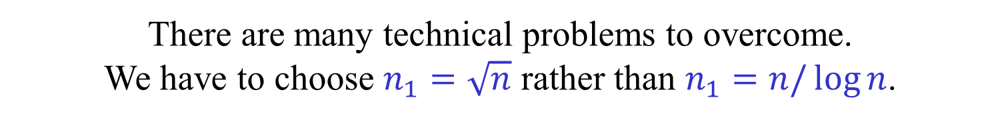 There are many technical problems to overcome.
We have to choose n₁ = √n rather than n₁ = n/ log n.